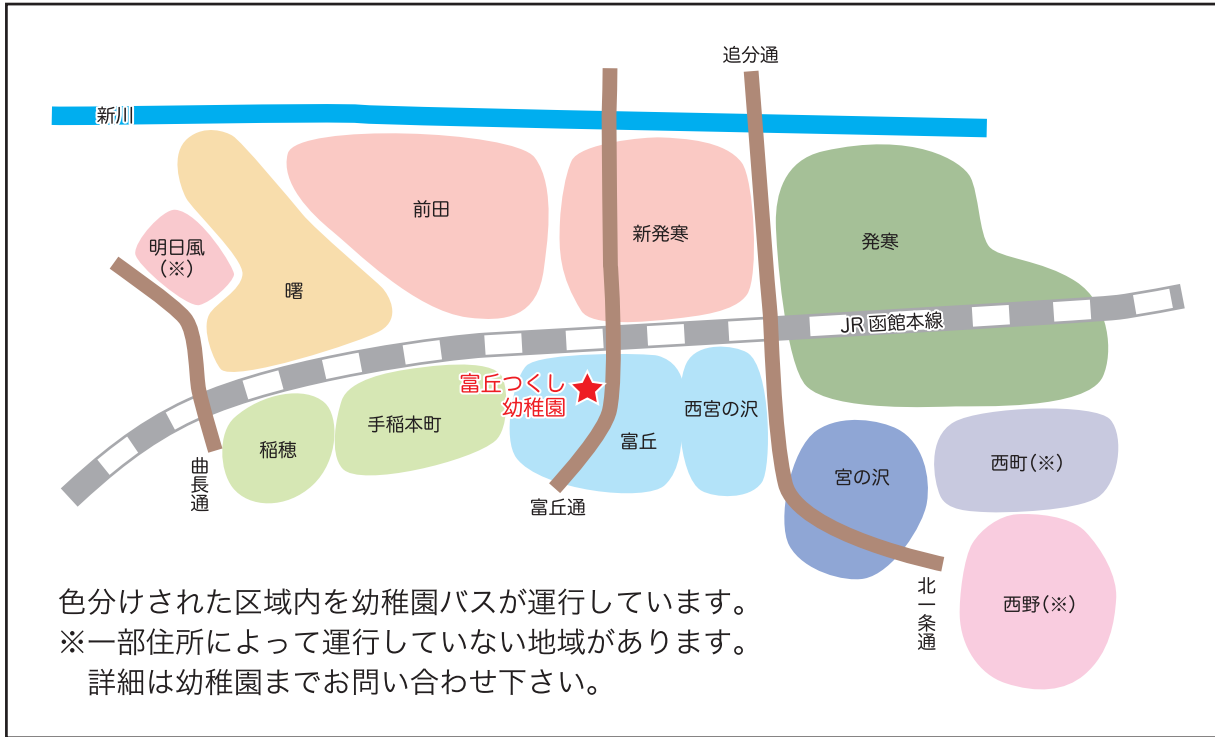 追分通
新川
前田
新発寒
発寒
明日風
(※)
曙
JR 函館本線
富丘つくし
幼稚園
手稲本町
西宮の沢
富丘
稲穂
西町(※)
宮の沢
曲長通
富丘通
北一条通
西野(※)
色分けされた区域内を幼稚園バスが運行しています。
※一部住所によって運行していない地域があります。
詳細は幼稚園までお問い合わせ下さい。